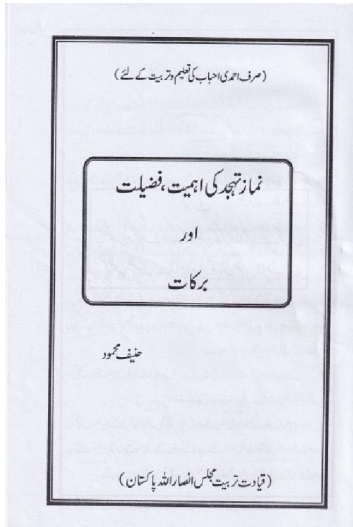 (صرف احمدی احباب کی تعلیم و تربیت کے لئے)
نماز تہجد کی اہمیت، فضیلت
اور
برکات
حنیف محمود
(قیادت تربیت مجلس انصار اللہ پاکستان)